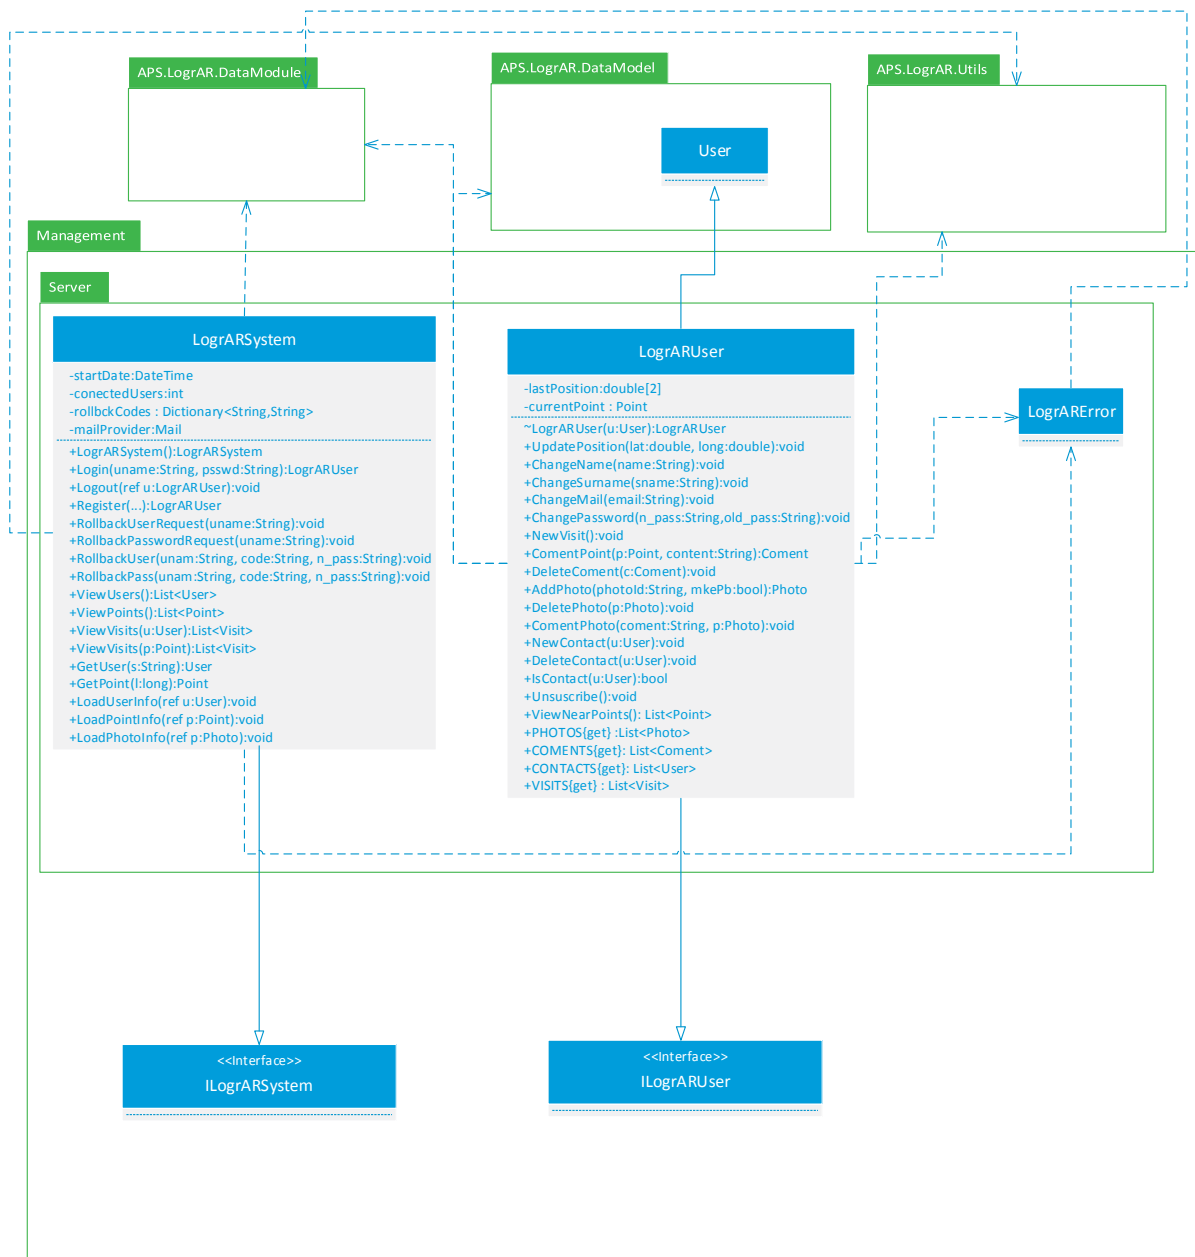 APS.LogrAR.DataModule
APS.LogrAR.DataModel
APS.LogrAR.Utils
User
Management
Server
LogrARSystem
-startDate:DateTime
-conectedUsers:int
-rollbckCodes : Dictionary<String,String>
-mailProvider:Mail
+LogrARSystem():LogrARSystem
+Login(uname:String, psswd:String):LogrARUser
+Logout(ref u:LogrARUser):void
+Register(...):LogrARUser
+RollbackUserRequest(uname:String):void
+RollbackPasswordRequest(uname:String):void
+RollbackUser(unam:String, code:String, n_pass:String):void
+RollbackPass(unam:String, code:String, n_pass:String):void
+ViewUsers():List<User>
+ViewPoints():List<Point>
+ViewVisits(u:User):List<Visit>
+ViewVisits(p:Point):List<Visit>
+GetUser(s:String):User
+GetPoint(l:long):Point
+LoadUserInfo(ref u:User):void
+LoadPointInfo(ref p:Point):void
+LoadPhotoInfo(ref p:Photo):void
LogrARUser
-lastPosition:double[2]
-currentPoint : Point
~LogrARUser(u:User):LogrARUser
+UpdatePosition(lat:double, long:double):void
+ChangeName(name:String):void
+ChangeSurname(sname:String):void
+ChangeMail(email:String):void
+ChangePassword(n_pass:String,old_pass:String):void
+NewVisit():void
+ComentPoint(p:Point, content:String):Coment
+DeleteComent(c:Coment):void
+AddPhoto(photoId:String, mkePb:bool):Photo
+DeletePhoto(p:Photo):void
+ComentPhoto(coment:String, p:Photo):void
+NewContact(u:User):void
+DeleteContact(u:User):void
+IsContact(u:User):bool
+Unsuscribe():void
+ViewNearPoints(): List<Point>
+PHOTOS{get} :List<Photo>
+COMENTS{get}: List<Coment>
+CONTACTS{get}: List<User>
+VISITS{get} : List<Visit>
LogrARError
<<Interface>>
ILogrARSystem
<<Interface>>
ILogrARUser